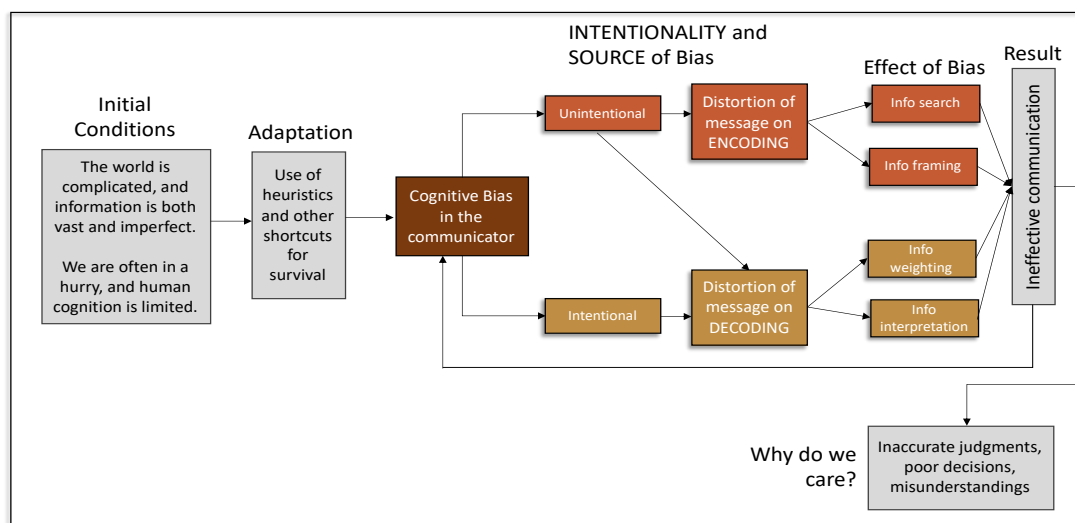 INTENTIONALITY and
SOURCE of Bias
Result
Effect of Bias
Initial
Conditions
Adaptation
The world is
complicated, and
information is both
vast and imperfect.
We are often in a
hurry, and human
cognition is limited.
Use of
heuristics
and other
shortcuts
for
survival
Cognitive Bias
in the
communicator
Unintentional
Distortion of
message on
ENCODING
Info search
Info framing
Intentional
Distortion of
message on
DECODING
Info
weighting
Info
interpretation
Ineffective communication
Why do we
care?
Inaccurate judgments,
poor decisions,
misunderstandings